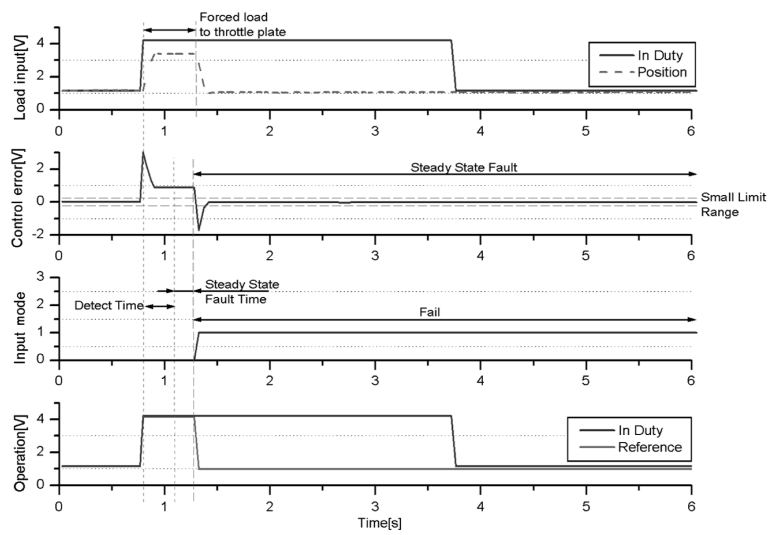 Forced load
to throttle plate
Load input[V]
4
2
0
In Duty
Position
0 1 2 3 4 5 6
Control error[V]
2
0
-2
Steady State Fault
Small Limit
Range
0 1 2 3 4 5 6
Input mode
3
2
1
0
Detect Time
Steady State
Fault Time
Fail
0 1 2 3 4 5 6
Operation[V]
4
2
0
In Duty
Reference
0 1 2 3 4 5 6
Time[s]